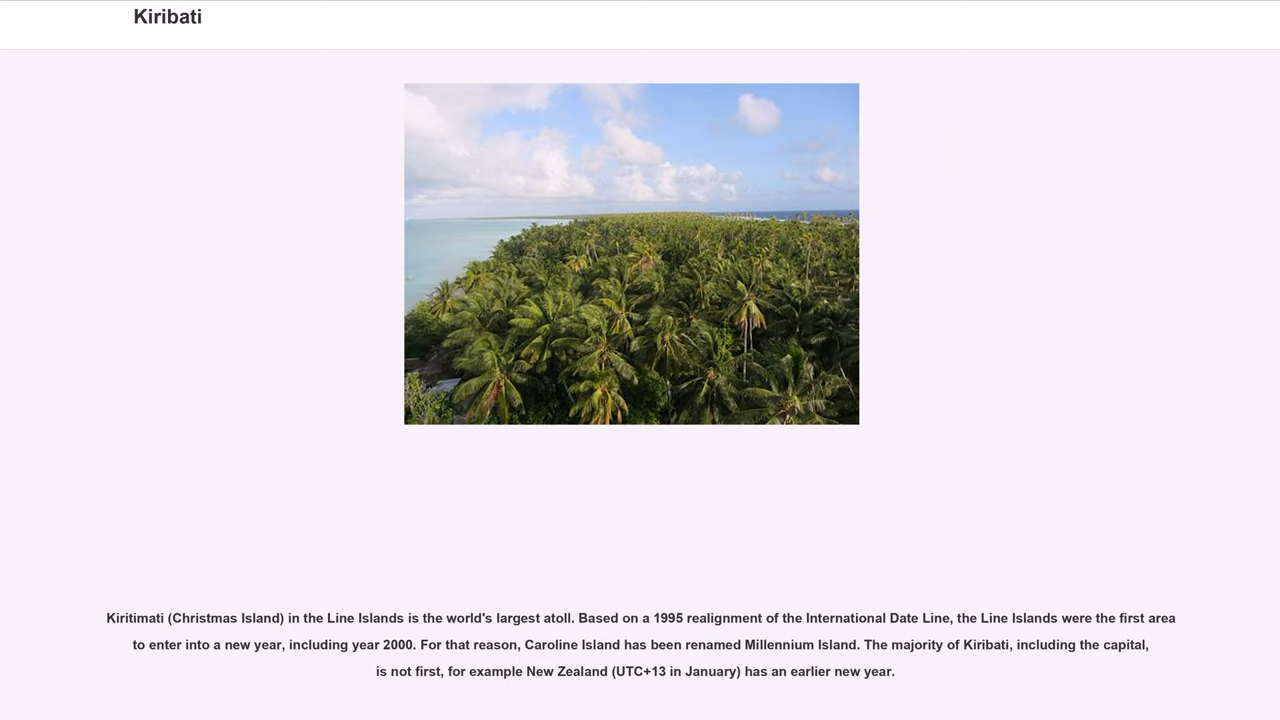 Kiribati
Kiritimati (Christmas Island) in the Line Islands is the world's largest atoll. Based on a 1995 realignment of the International Date Line, the Line Islands were the first area
to enter into a new year, including year 2000. For that reason, Caroline Island has been renamed Millennium Island. The majority of Kiribati, including the capital,
is not first, for example New Zealand (UTC+13 in January) has an earlier new year.